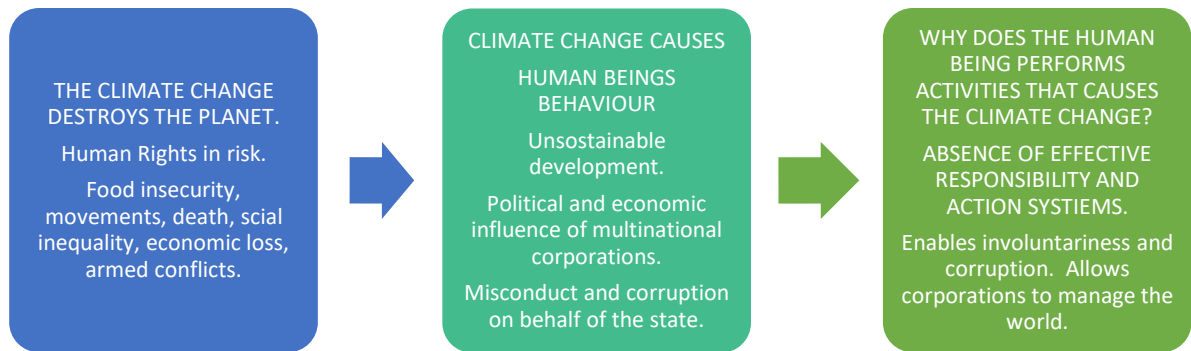 THE CLIMATE CHANGE
DESTROYS THE PLANET.
Human Rights in risk.
Food insecurity,
movements, death, scial
inequality, economic loss,
armed conflicts.
CLIMATE CHANGE CAUSES
HUMAN BEINGS
BEHAVIOUR
Unsostainable
development.
Political and economic
influence of multinational
corporations.
Misconduct and corruption
on behalf of the state.
WHY DOES THE HUMAN
BEING PERFORMS
ACTIVITIES THAT CAUSES
THE CLIMATE CHANGE?
ABSENCE OF EFFECTIVE
RESPONSIBILITY AND
ACTION SYSTIEMS.
Enables involuntariness and
corruption.  Allows
corporations to manage the
world.